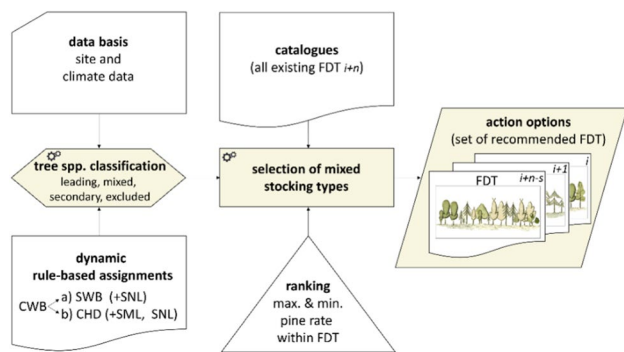 data basis
site and
climate data
catalogues
(all existing FDT i+n)
action options
(set of recommended FDT)
i
i+1
i+n-s
FDT
tree spp. classification
leading, mixed,
secondary, excluded
selection of mixed
stocking types
dynamic
rule-based assignments
CWB
a) SWB (+SNL)
b) CHD (+SML, SNL)
ranking
max. & min.
pine rate
within FDT